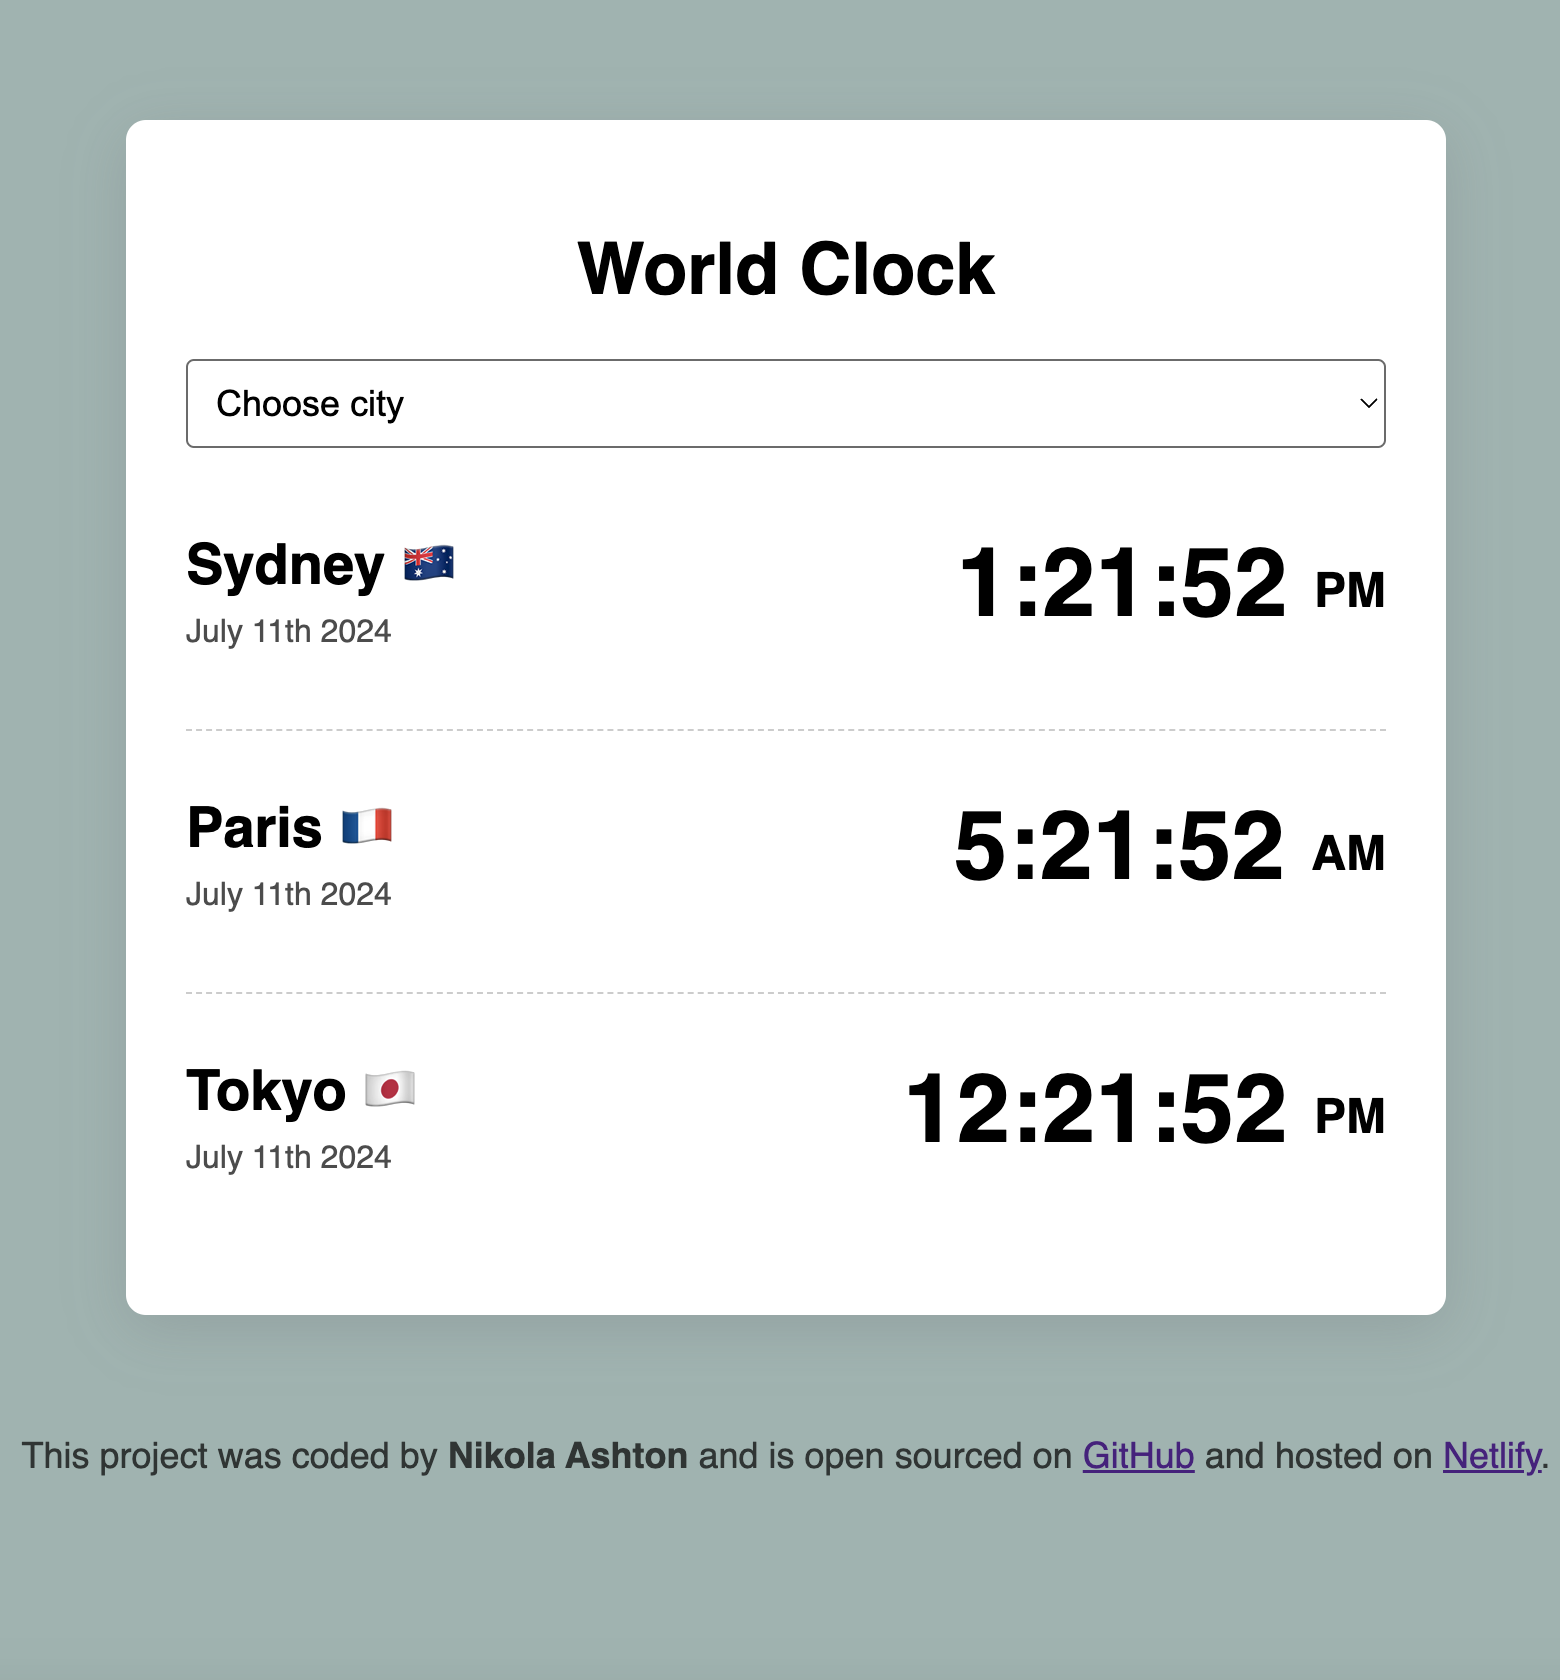 World Clock
Choose city
Sydney 🇦🇺
1:21:52 PM
July 11th 2024
Paris 🇫🇷
5:21:52 AM
July 11th 2024
Tokyo 🇯🇵
12:21:52 PM
July 11th 2024
This project was coded by Nikola Ashton and is open sourced on GitHub and hosted on Netlify.